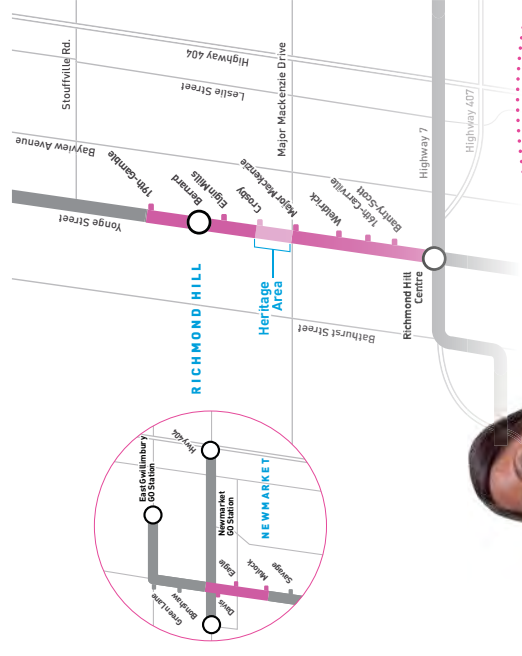 Highway 404
Stouffville Rd.
Leslie Street
Major Mackenzie Drive
Highway 407
Highway 7
Bayview Avenue
19th-Gamble
Bernard
Elgin Mills
Crosby
Major Mackenzie
Weldrick
16th-Carrville
Bantry-Scott
Yonge Street
RICHMOND HILL
Heritage
Area
Richmond Hill
Centre
Bathurst Street
Hwy 404
East Gwillimbury
GO Station
Newmarket
GO Station
NEWMARKET
Eagle
Mulock
Savage
Green Lane
Bonshaw
Davis